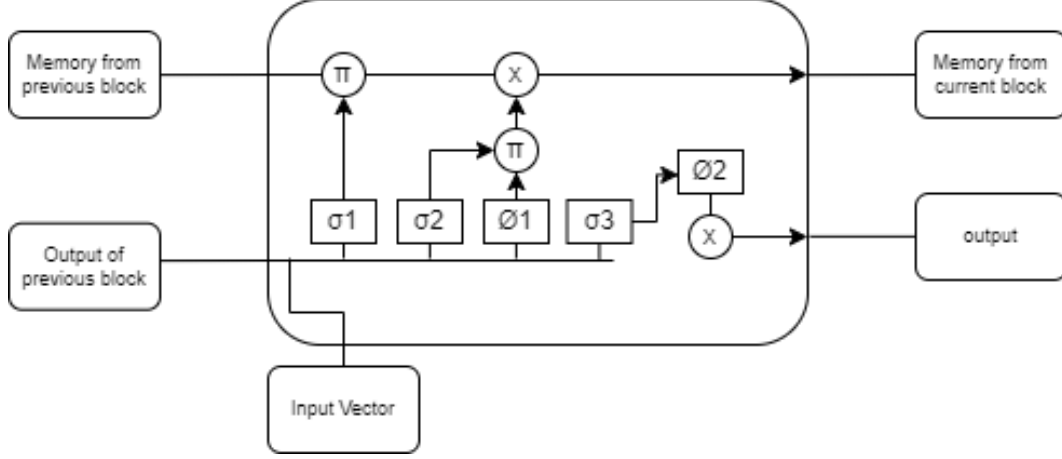 Memory from
previous block
π
X
Memory from
current block
π
Ø2
σ1
σ2
Ø1
σ3
X
Output of
previous block
output
Input Vector